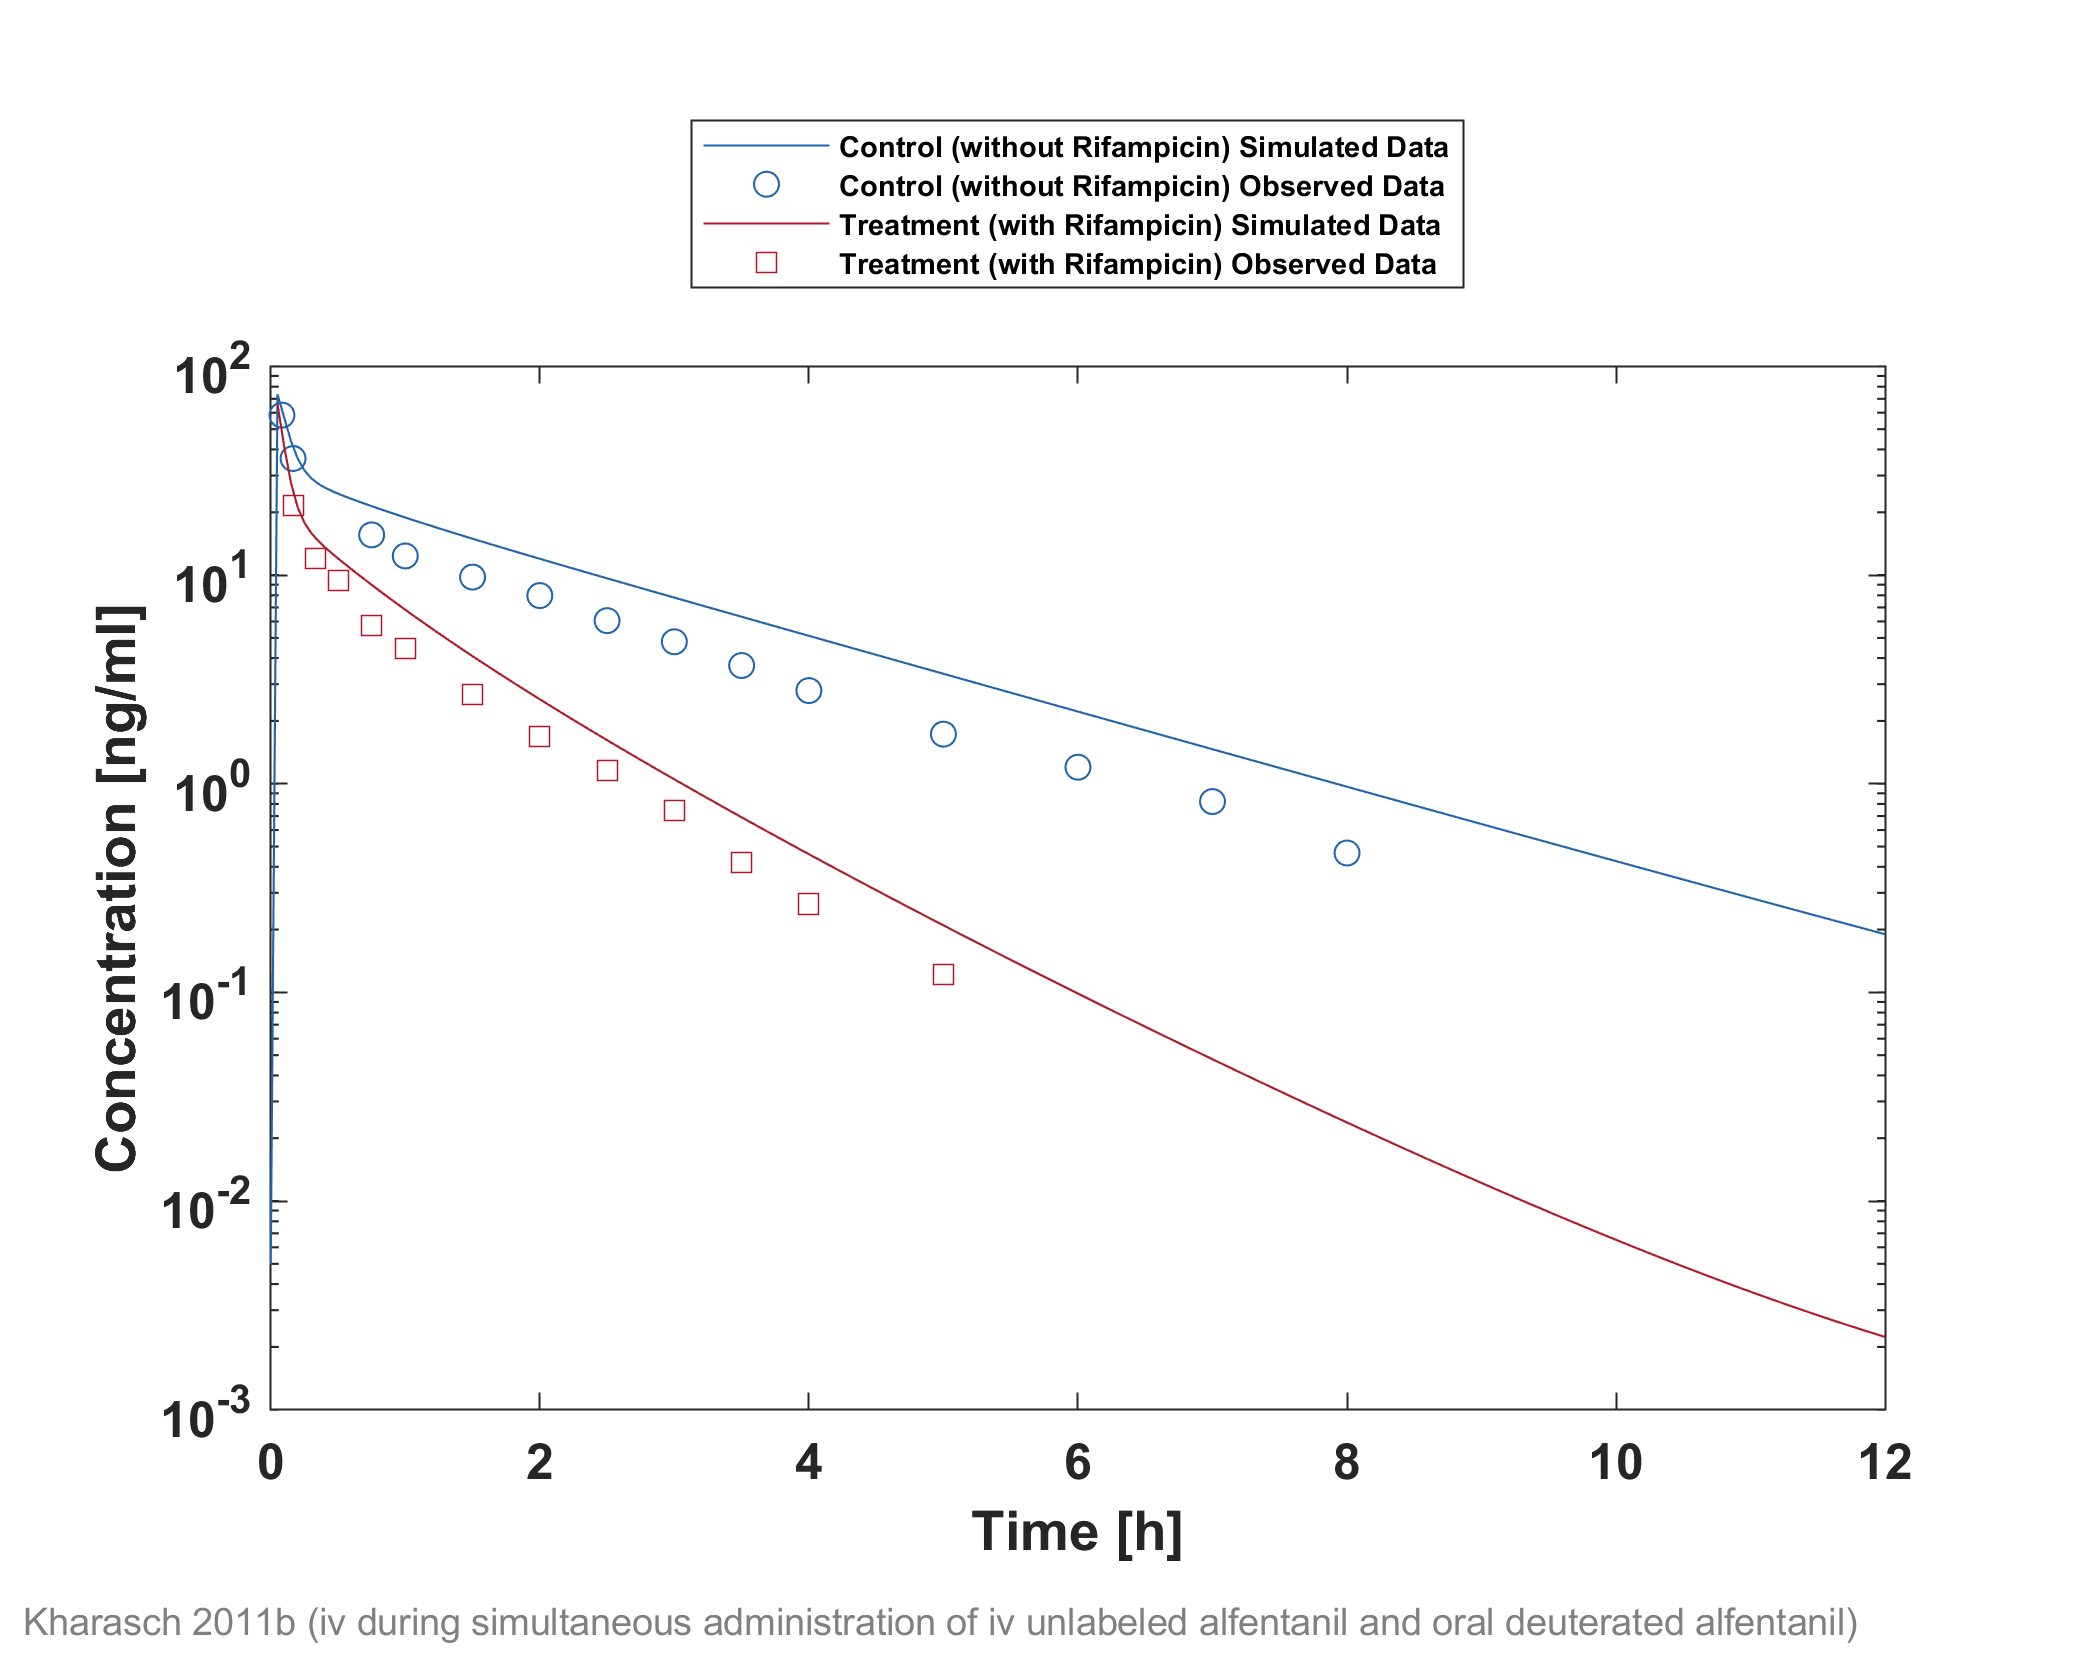 Control (without Rifampicin) Simulated Data
Control (without Rifampicin) Observed Data
Treatment (with Rifampicin) Simulated Data
Treatment (with Rifampicin) Observed Data
10^2
10^1
10^0
10^-1
10^-2
10^-3
Concentration [ng/ml]
0 2 4 6 8 10 12
Time [h]
Kharasch 2011b (iv during simultaneous administration of iv unlabeled alfentanil and oral deuterated alfentanil)